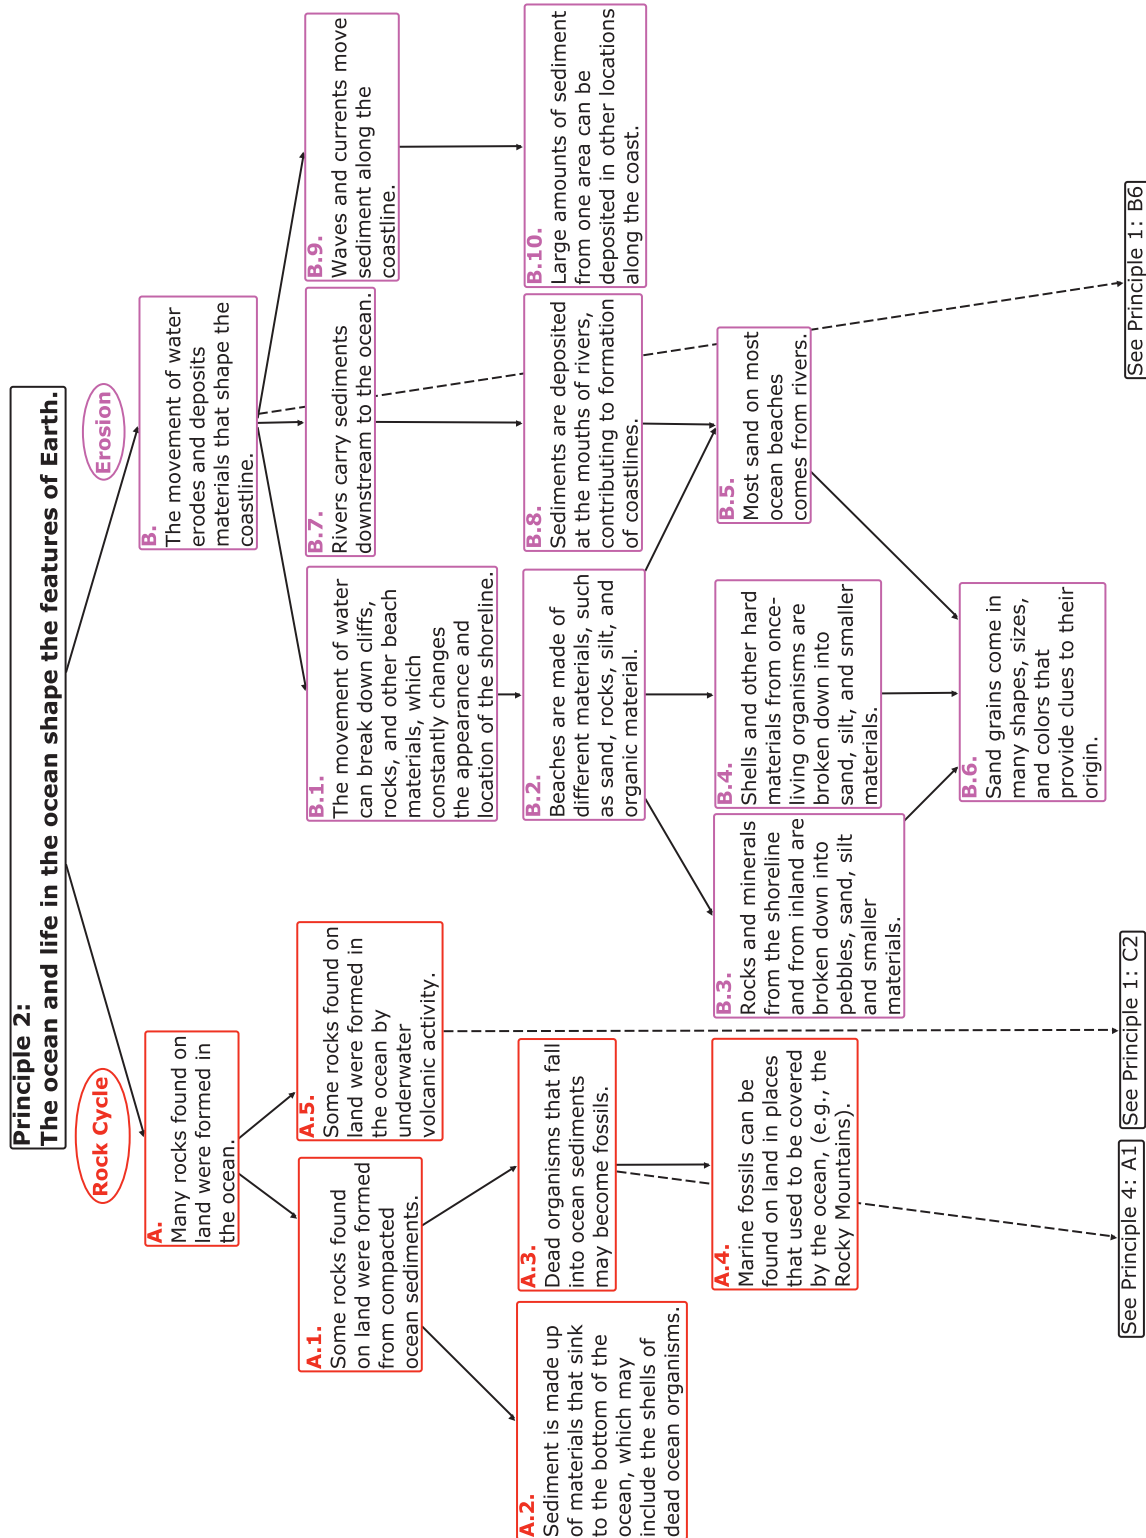 Principle 2:
The ocean and life in the ocean shape the features of Earth.
Rock Cycle
A.
Many rocks found on
land were formed in
the ocean.
A.1.
Some rocks found
on land were formed
from compacted
ocean sediments.
A.5.
Some rocks found on
land were formed in
the ocean by
underwater
volcanic activity.
A.2.
Sediment is made up
of materials that sink
to the bottom of the
ocean, which may
include the shells of
dead ocean organisms.
A.3.
Dead organisms that fall
into ocean sediments
may become fossils.
A.4.
Marine fossils can be
found on land in places
that used to be covered
by the ocean, (e.g., the
Rocky Mountains).
See Principle 4: A1
See Principle 1: C2
Erosion
B.
The movement of water
erodes and deposits
materials that shape the
coastline.
B.1.
The movement of water
can break down cliffs,
rocks, and other beach
materials, which
constantly changes
the appearance and
location of the shoreline.
B.7.
Rivers carry sediments
downstream to the ocean.
B.9.
Waves and currents move
sediment along the
coastline.
B.2.
Beaches are made of
different materials, such
as sand, rocks, silt, and
organic material.
B.8.
Sediments are deposited
at the mouths of rivers,
contributing to formation
of coastlines.
B.10.
Large amounts of sediment
from one area can be
deposited in other locations
along the coast.
B.3.
Rocks and minerals
from the shoreline
and from inland are
broken down into
pebbles, sand, silt
and smaller
materials.
B.4.
Shells and other hard
materials from once-
living organisms are
broken down into
sand, silt, and smaller
materials.
B.5.
Most sand on most
ocean beaches
comes from rivers.
B.6.
Sand grains come in
many shapes, sizes,
and colors that
provide clues to their
origin.
See Principle 1: B6